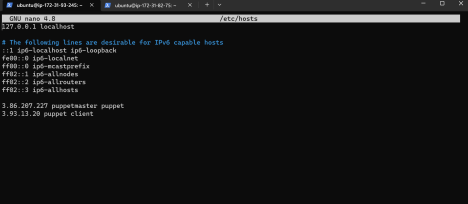 ubuntu@ip-172-31-93-245: ~
ubuntu@ip-172-31-82-75: ~
GNU nano 4.8 /etc/hosts
127.0.0.1 localhost
# The following lines are desirable for IPv6 capable hosts
::1 ip6-localhost ip6-loopback
fe00::0 ip6-localnet
ff00::0 ip6-mcastprefix
ff02::1 ip6-allnodes
ff02::2 ip6-allrouters
ff02::3 ip6-allhosts
3.86.207.227 puppetmaster puppet
3.93.13.20 puppet client